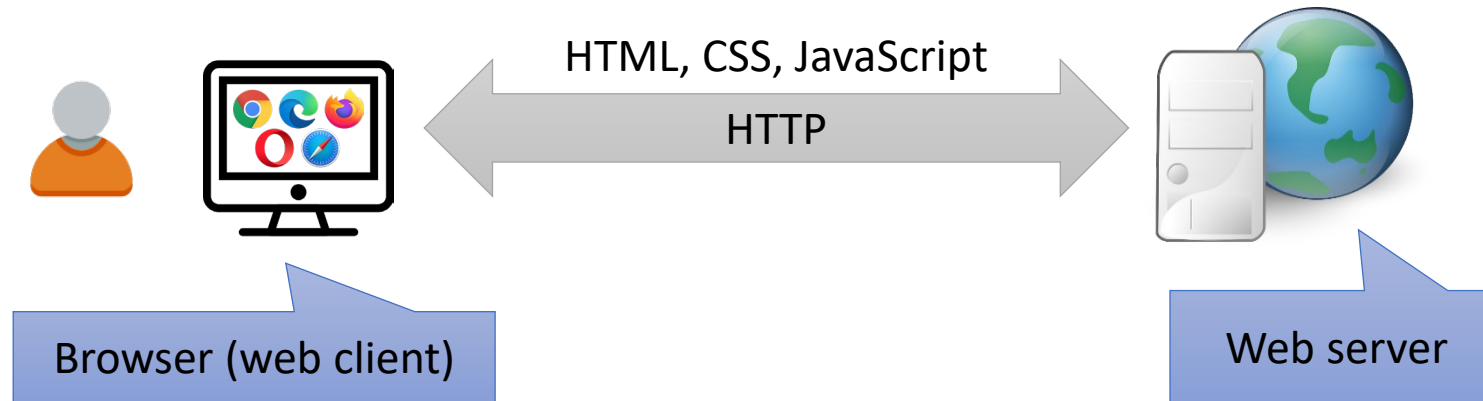 HTML, CSS, JavaScript
HTTP
Browser (web client)
Web server